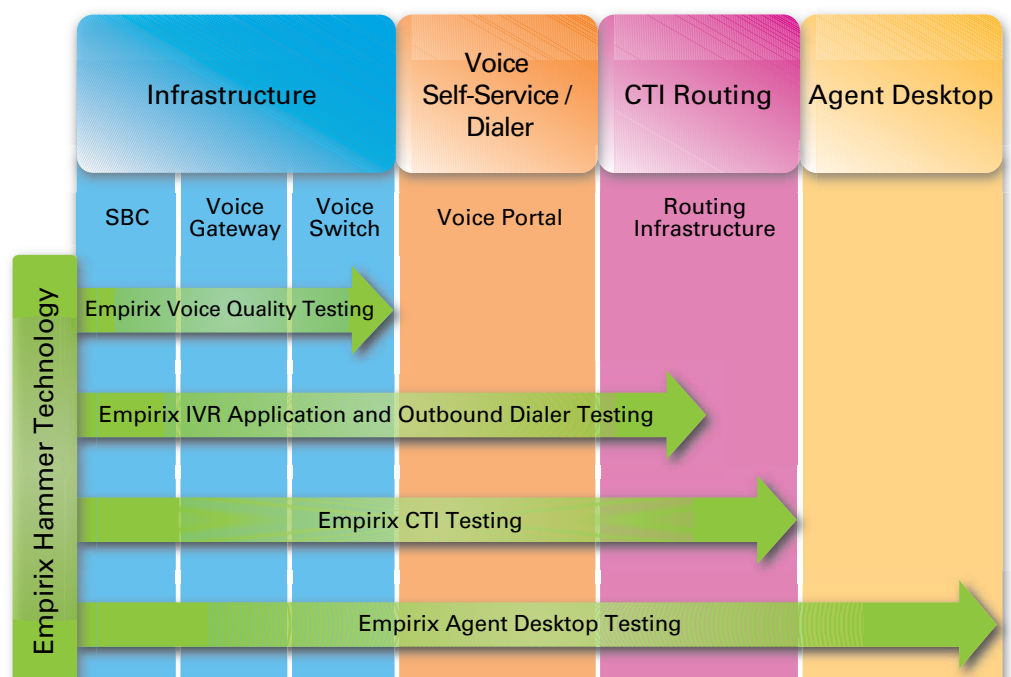 Infrastructure
Voice
Self-Service /
Dialer
CTI Routing
Agent Desktop
SBC
Voice
Gateway
Voice
Switch
Voice Portal
Routing
Infrastructure
Empirix Hammer Technology
Empirix Voice Quality Testing
Empirix IVR Application and Outbound Dialer Testing
Empirix CTI Testing
Empirix Agent Desktop Testing